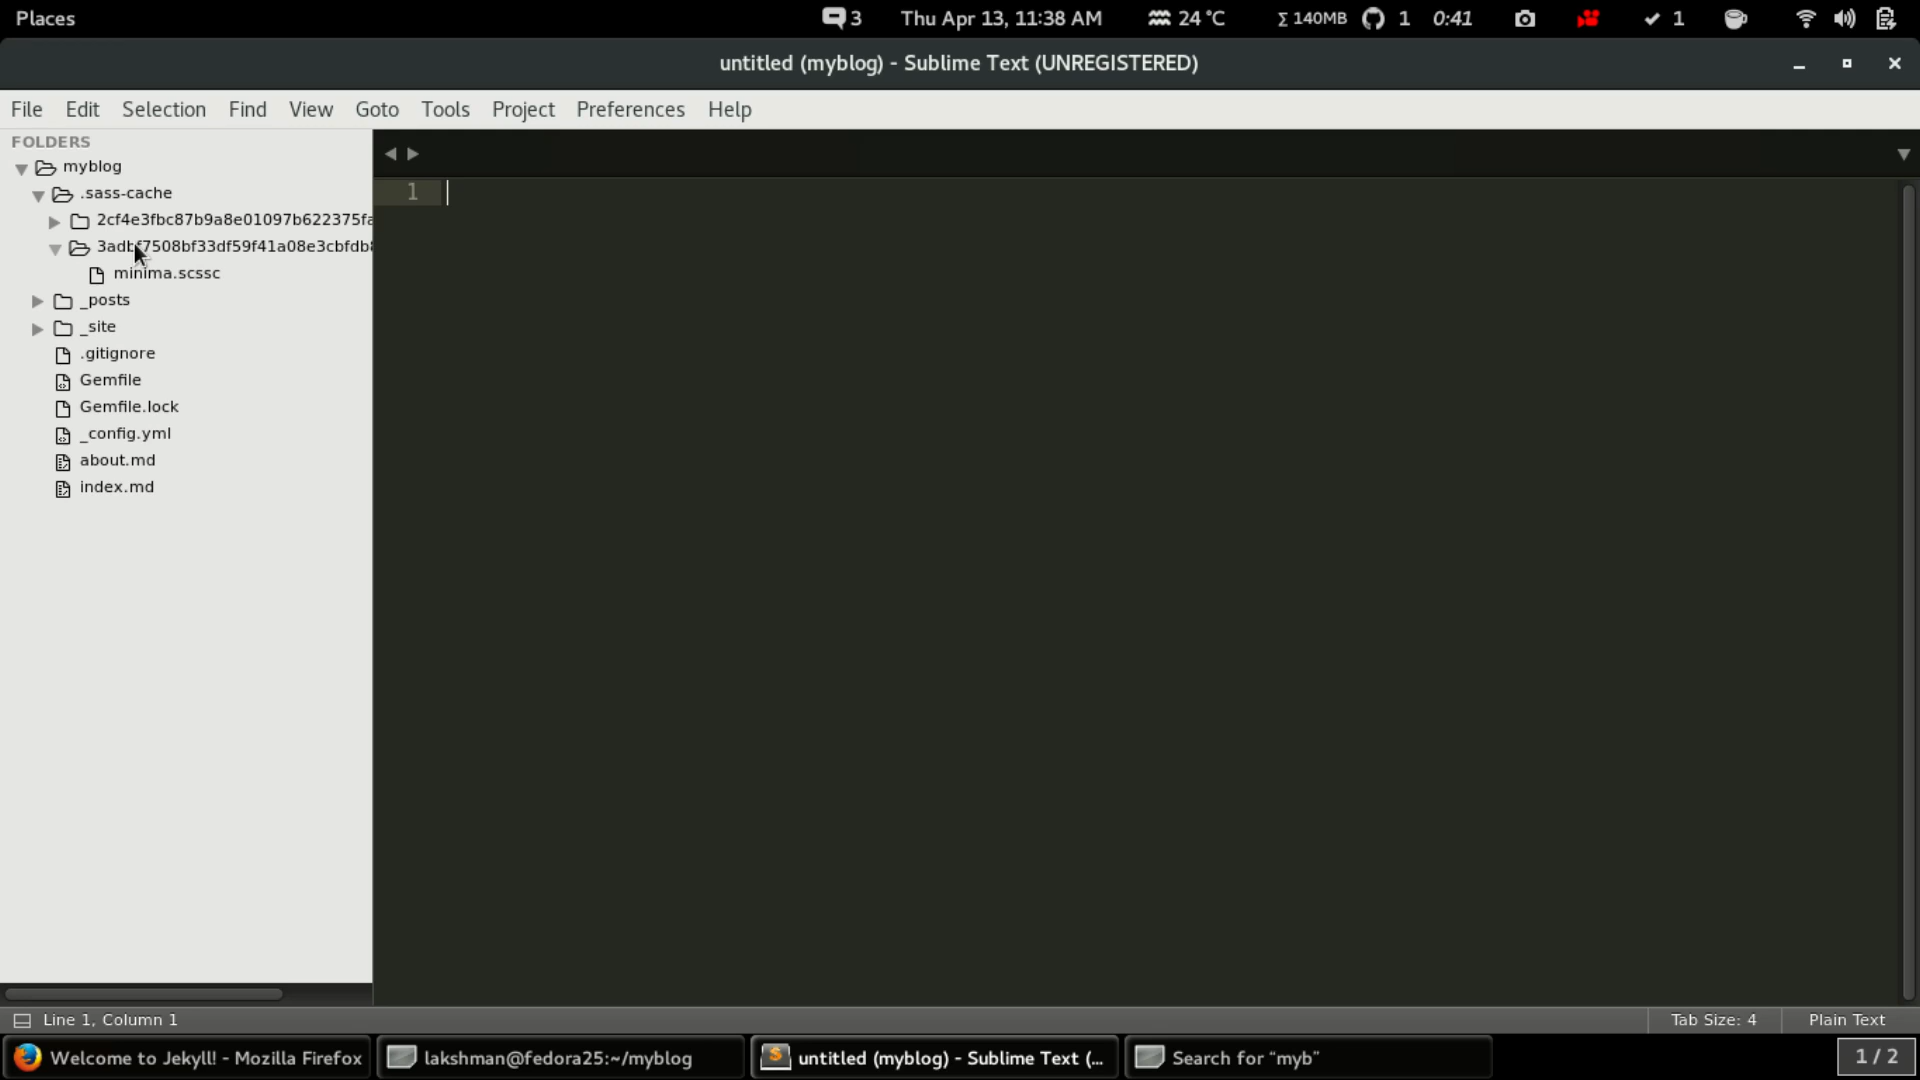 Places 3 Thu Apr 13, 11:38 AM 24 °C Σ 140MB 1 0:41 ✓ 1
untitled (myblog) - Sublime Text (UNREGISTERED)
File Edit Selection Find View Goto Tools Project Preferences Help
FOLDERS
myblog
.sass-cache
2cf4e3fbc87b9a8e01097b622375fa
3adbf7508bf33df59f41a08e3cbfdb8
minima.scssc
_posts
_site
.gitignore
Gemfile
Gemfile.lock
_config.yml
about.md
index.md
1
Line 1, Column 1 Tab Size: 4 Plain Text
Welcome to Jekyll! - Mozilla Firefox lakshman@fedora25:~/myblog untitled (myblog) - Sublime Text (... Search for “myb” 1 / 2